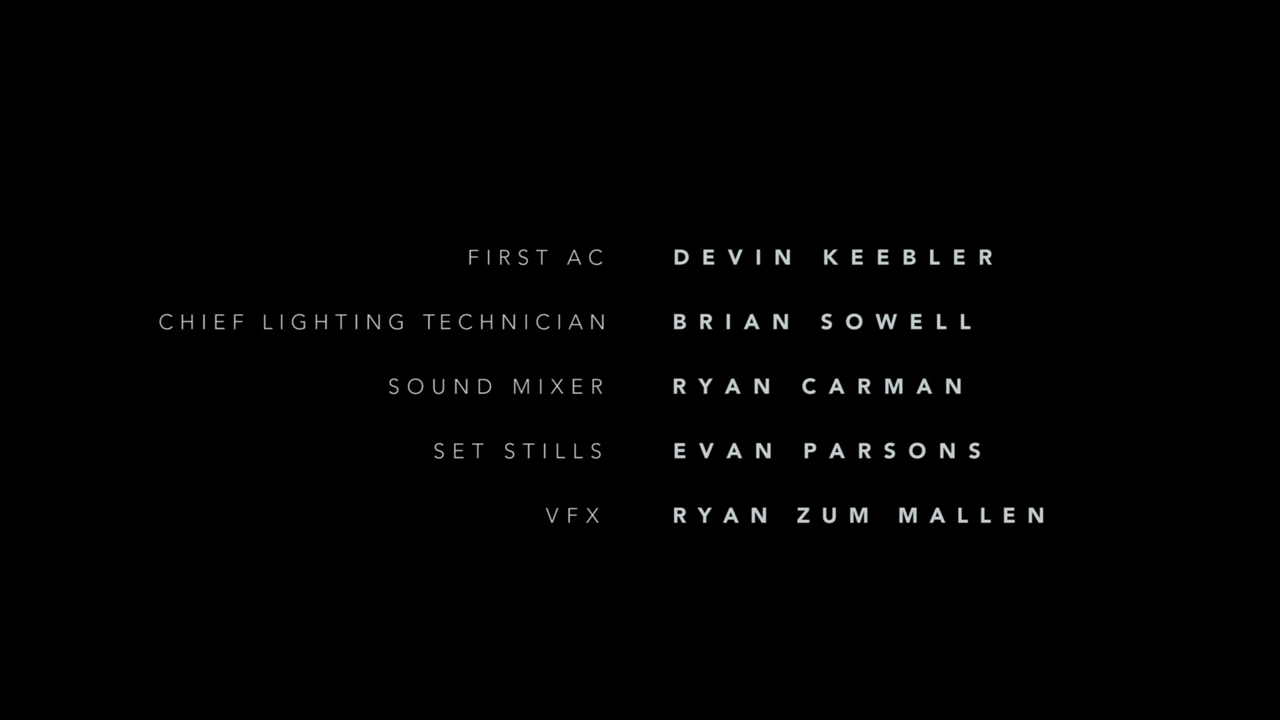 FIRST AC DEVIN KEEBLER
CHIEF LIGHTING TECHNICIAN BRIAN SOWELL
SOUND MIXER RYAN CARMAN
SET STILLS EVAN PARSONS
VFX RYAN ZUM MALLEN